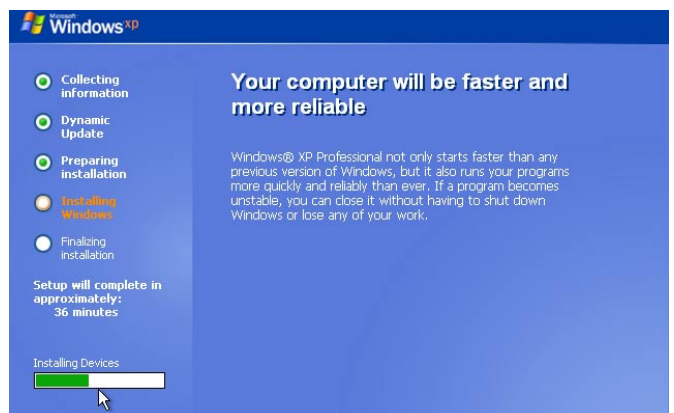 Microsoft
Windows xp
Collecting
information
Dynamic
Update
Preparing
installation
Installing
Windows
Finalizing
installation
Setup will complete in
approximately:
36 minutes
Installing Devices
Your computer will be faster and
more reliable
Windows® XP Professional not only starts faster than any
previous version of Windows, but it also runs your programs
more quickly and reliably than ever. If a program becomes
unstable, you can close it without having to shut down
Windows or lose any of your work.